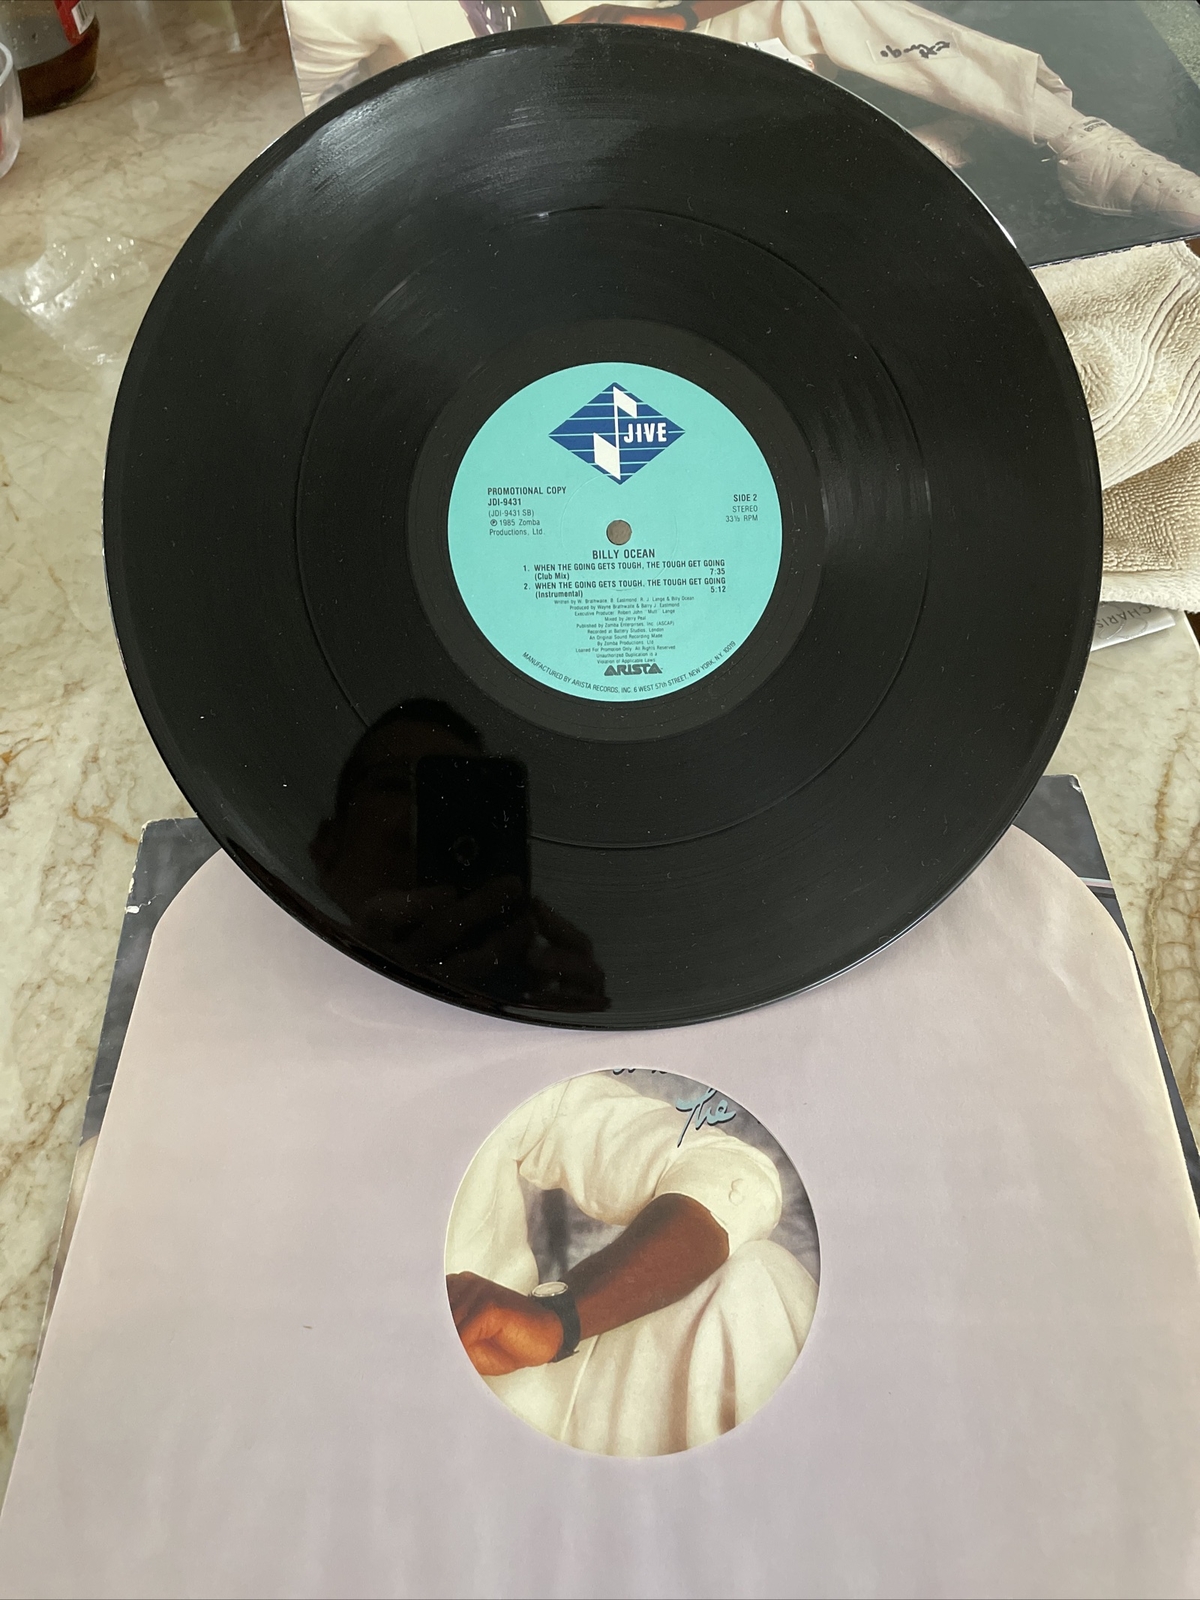 JIVE
PROMOTIONAL COPY
JDI-9431
(JDI-9431 SB)
℗ 1985 Zomba
Productions, Ltd.
SIDE 2
STEREO
33⅓ RPM
BILLY OCEAN
1. WHEN THE GOING GETS TOUGH, THE TOUGH GET GOING
(Club Mix) 7:35
2. WHEN THE GOING GETS TOUGH, THE TOUGH GET GOING
(Instrumental) 5:12
Written by W. Brathwaite, B. Eastmond, R. J. Lange & Billy Ocean
Produced by Wayne Brathwaite & Barry J. Eastmond
Executive Producer: Robert John "Mutt" Lange
Mixed by Jerry Peal
Published by Zomba Enterprises, Inc. (ASCAP)
Recorded at Battery Studios, London
An Original Sound Recording Made
By Zomba Productions, Ltd.
Loaned For Promotion Only. All Rights Reserved.
Unauthorized Duplication is a
Violation of Applicable Laws.
ARISTA
MANUFACTURED BY ARISTA RECORDS, INC. 6 WEST 57th STREET, NEW YORK, N.Y. 10019
CHARIS
The